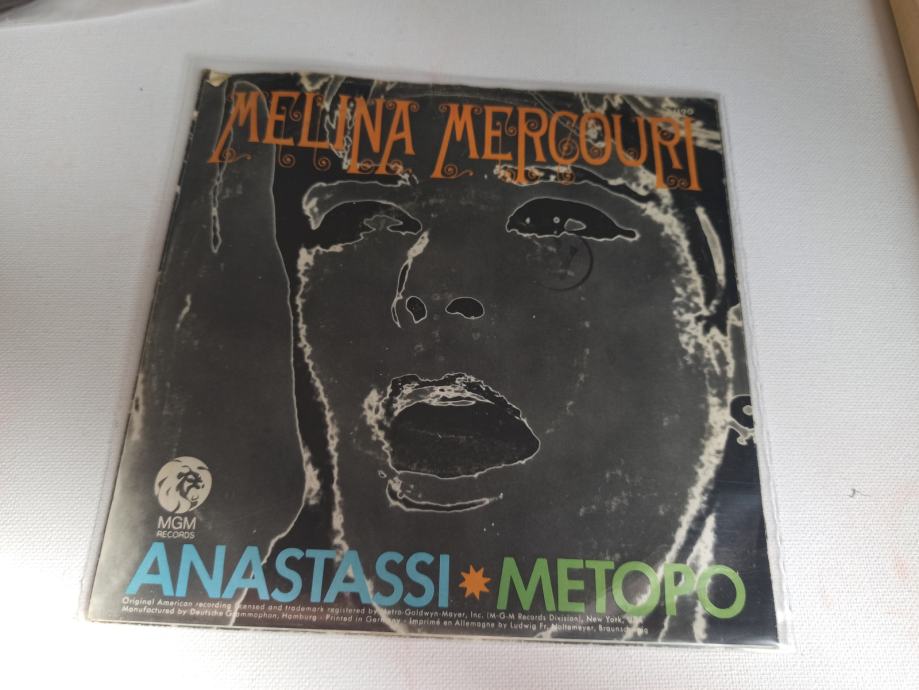 MELINA MERCOURI
MGM
RECORDS
ANASTASSI * METOPO
Original American recording licensed and trademark registered by Metro-Goldwyn-Mayer, Inc. (M-G-M Records Division), New York, USA
Manufactured by Deutsche Grammophon, Hamburg - Printed in Germany - Imprimé en Allemagne by Ludwig Fr. Noltemeyer, Braunschweig